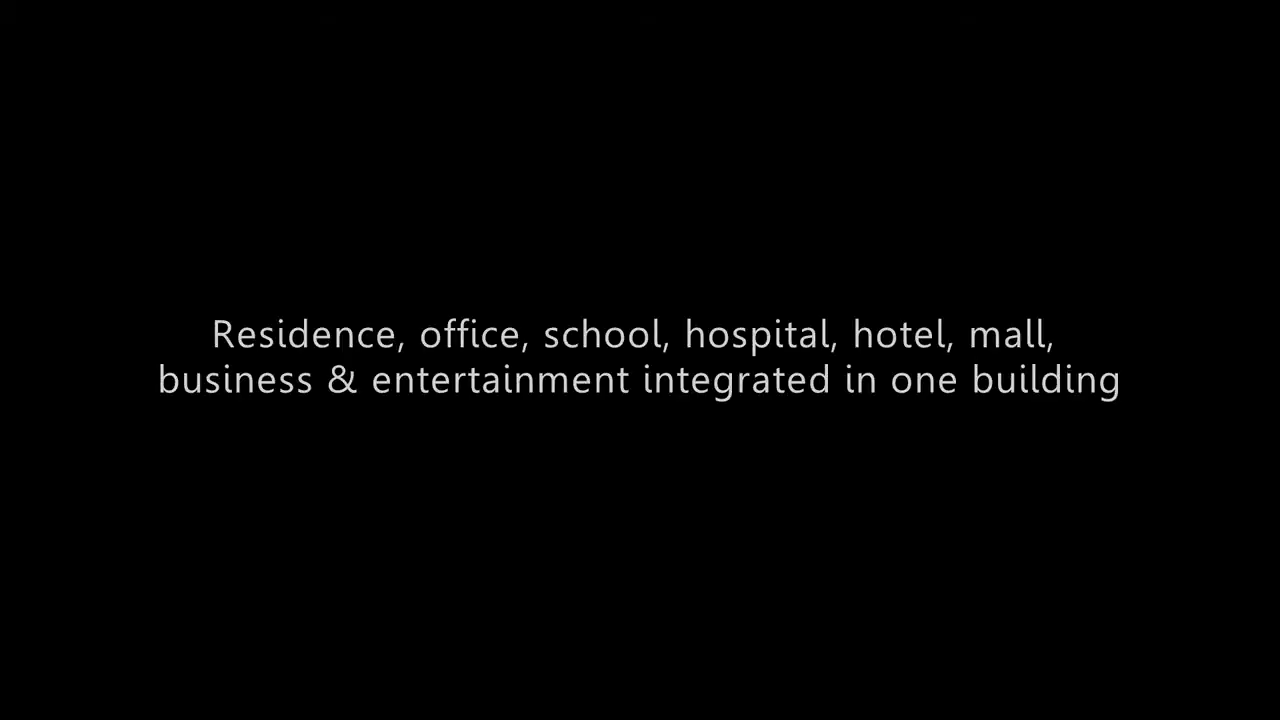 Residence, office, school, hospital, hotel, mall,
business & entertainment integrated in one building